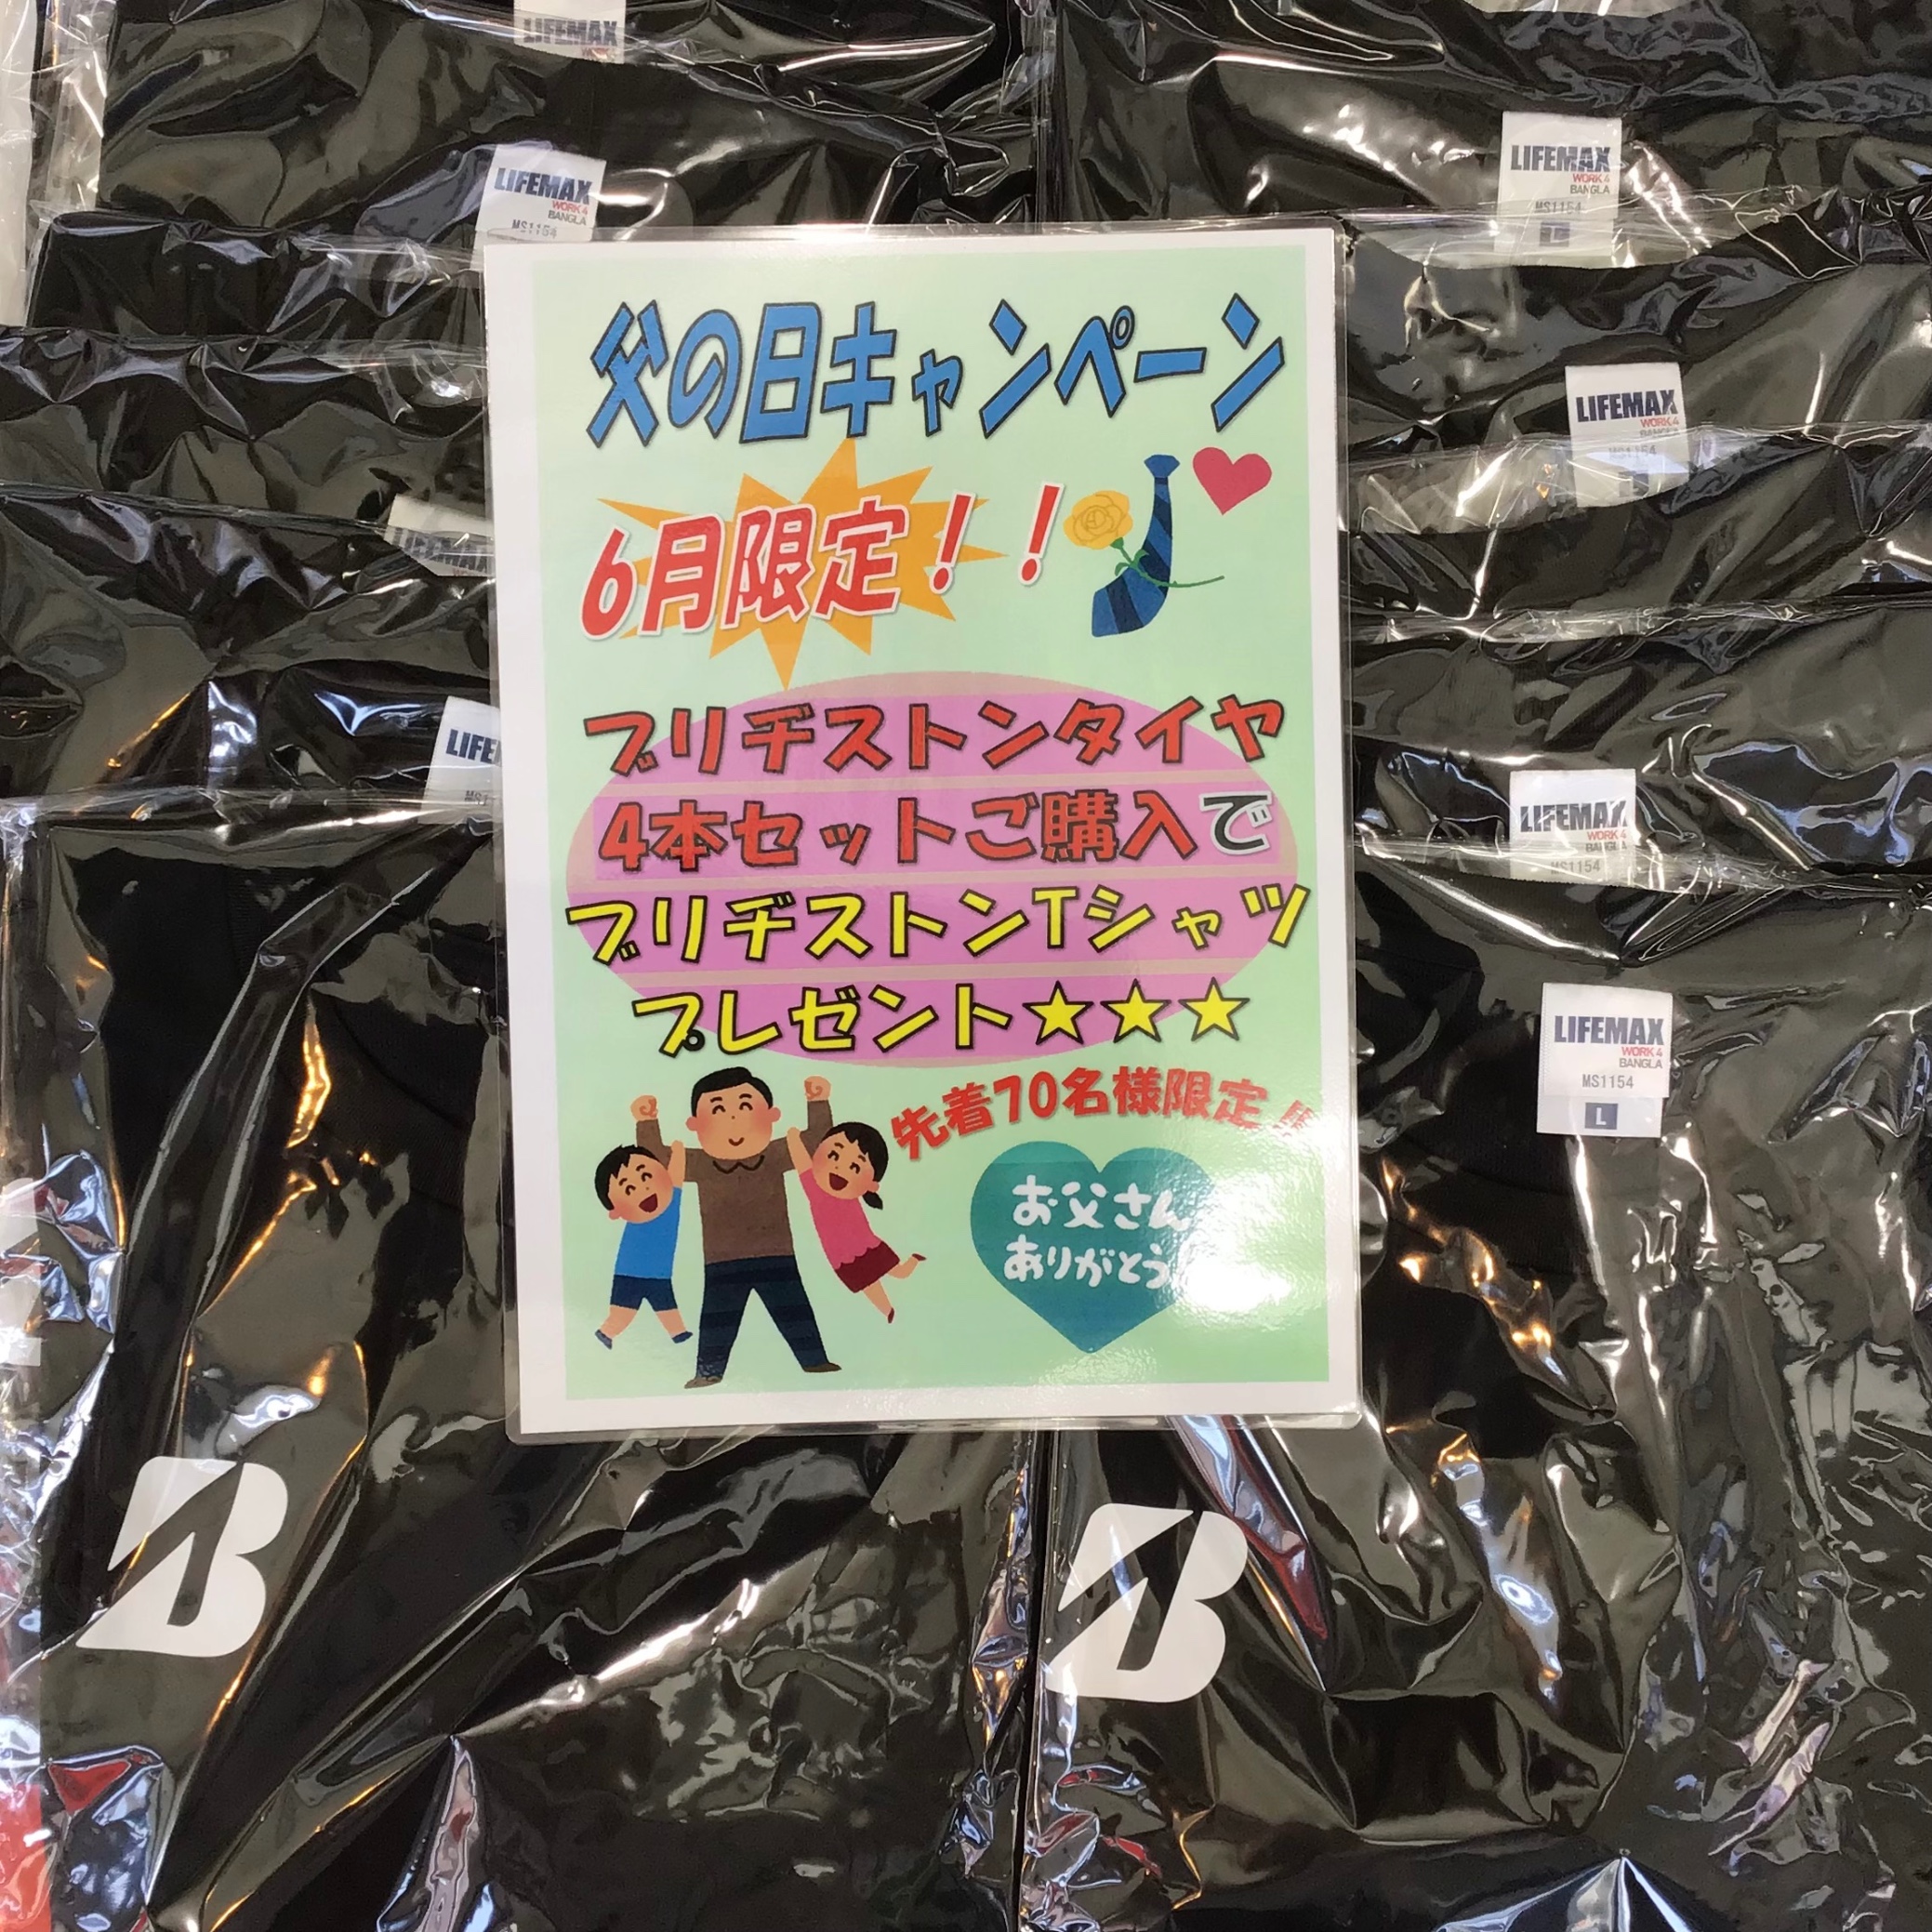 LIFEMAX
LIFEMAX
WORK 4
BANGLA
MS1154
LIFEMAX
WORK 4
BANGLA
MS1154
L
LIFEMAX
WORK 4
BANGLA
MS1154
父の日キャンペーン
6月限定!!
ブリヂストンタイヤ
4本セットご購入で
ブリヂストンTシャツ
プレゼント★★★
先着70名様限定!!
お父さん
ありがとう
LIFEMAX
WORK 4
BANGLA
MS1154
LIFEMAX
WORK 4
BANGLA
MS1154
L
B
B